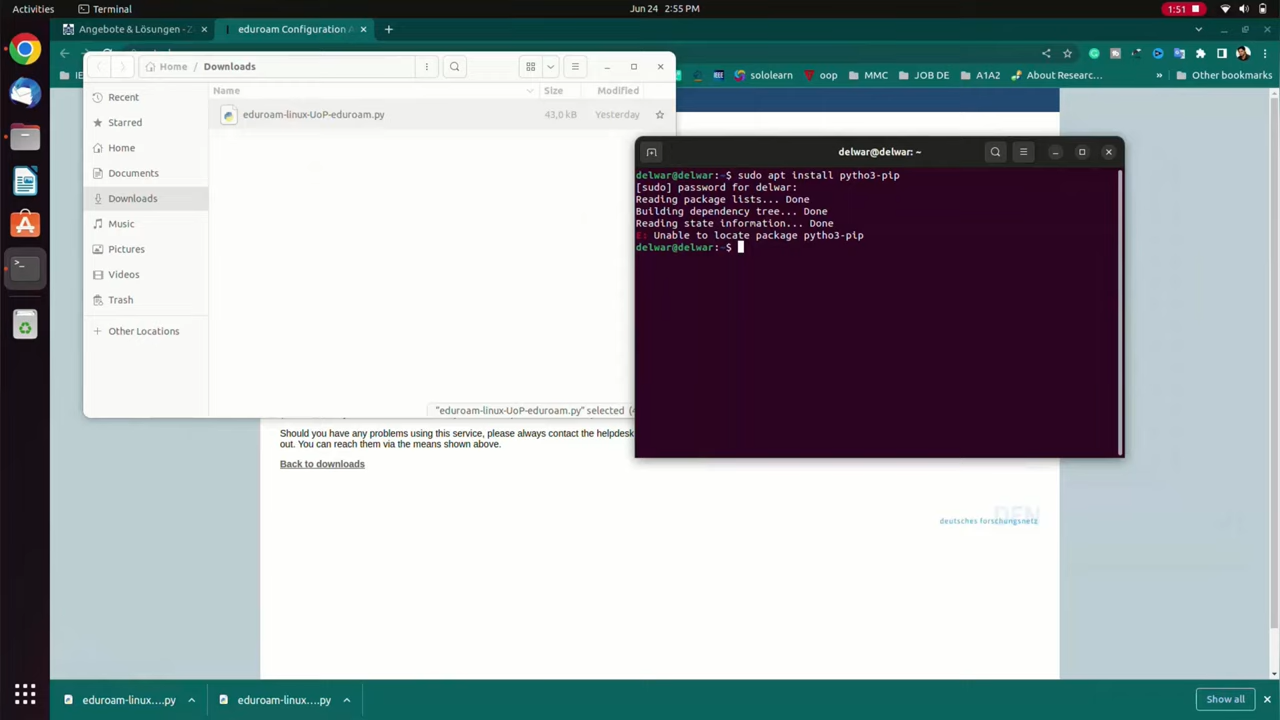 Activities
Terminal
Jun 24 2:55 PM
1:51
Angebote & Lösungen - Z
eduroam Configuration A
sololearn
oop
MMC
JOB DE
A1A2
About Researc...
»
Other bookmarks
Home / Downloads
Recent
Starred
Home
Documents
Downloads
Music
Pictures
Videos
Trash
+ Other Locations
Name
Size
Modified
eduroam-linux-UoP-eduroam.py
43,0 kB
Yesterday
"eduroam-linux-UoP-eduroam.py" selected
delwar@delwar: ~
delwar@delwar:~$ sudo apt install pytho3-pip
[sudo] password for delwar:
Reading package lists... Done
Building dependency tree... Done
Reading state information... Done
E: Unable to locate package pytho3-pip
delwar@delwar:~$
Should you have any problems using this service, please always contact the helpdesk
out. You can reach them via the means shown above.
Back to downloads
DFN
deutsches forschungsnetz
eduroam-linux....py
eduroam-linux....py
Show all